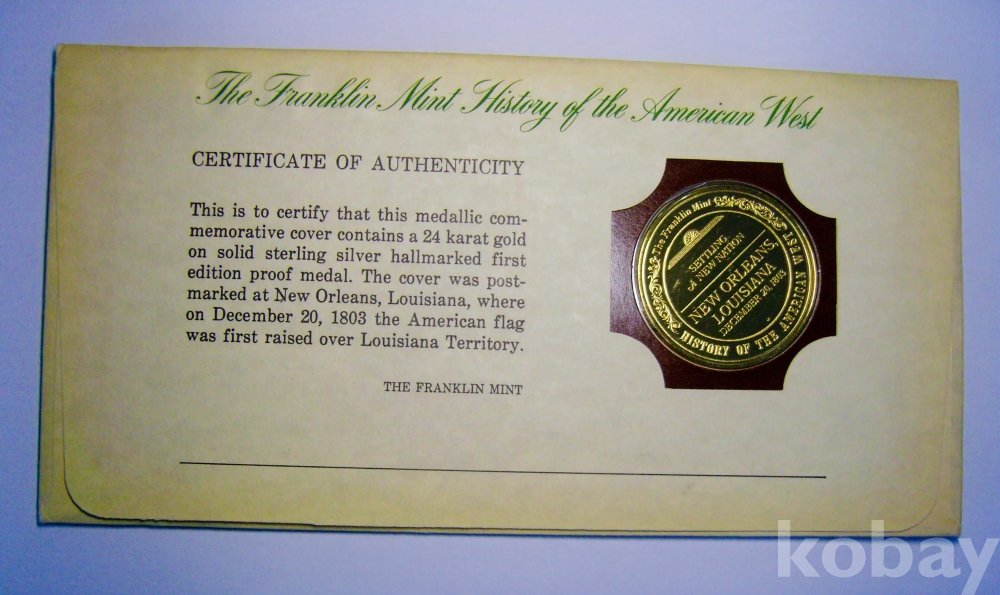 The Franklin Mint History of the American West
CERTIFICATE OF AUTHENTICITY
This is to certify that this medallic com-
memorative cover contains a 24 karat gold
on solid sterling silver hallmarked first
edition proof medal. The cover was post-
marked at New Orleans, Louisiana, where
on December 20, 1803 the American flag
was first raised over Louisiana Territory.
THE FRANKLIN MINT
The Franklin Mint
SETTLING
A NEW NATION
NEW ORLEANS,
LOUISIANA
DECEMBER 20, 1803
HISTORY OF THE AMERICAN WEST
kobay